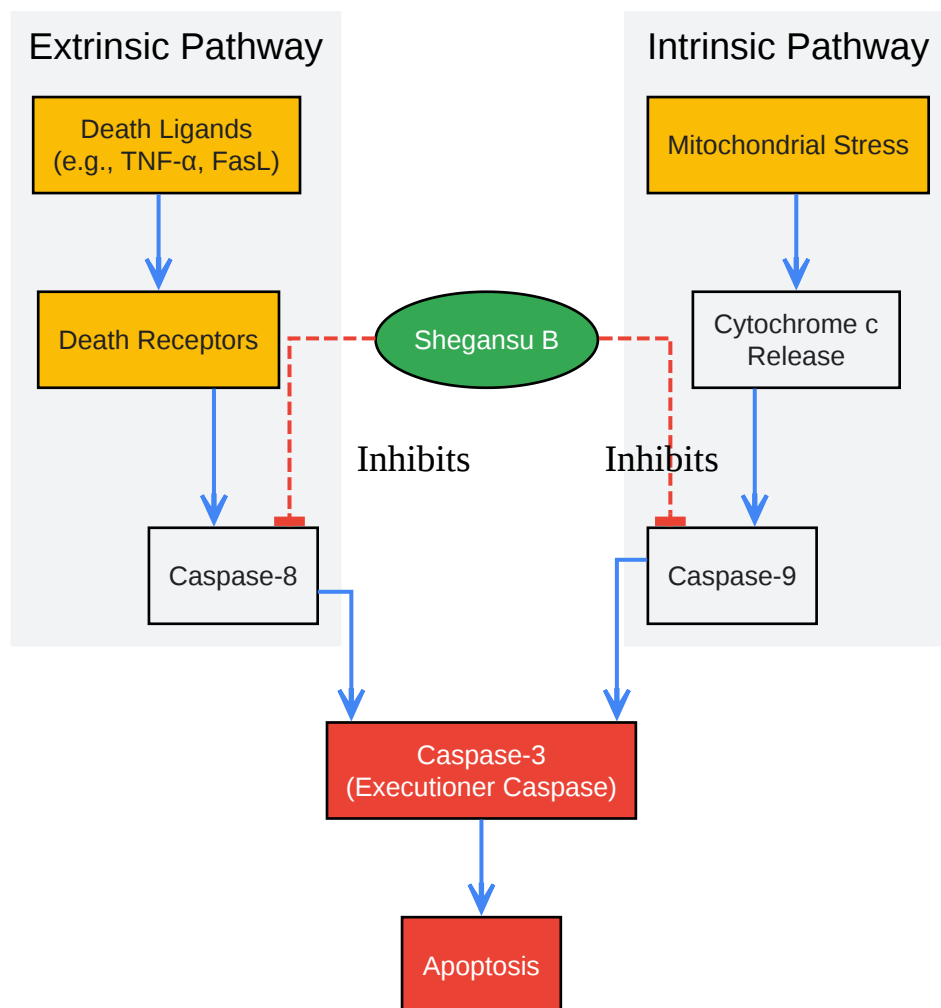 Extrinsic Pathway
Intrinsic Pathway
Death Ligands
(e.g., TNF-α, FasL)
Mitochondrial Stress
Death Receptors
Shegansu B
Cytochrome c
Release
Inhibits
Inhibits
Caspase-8
Caspase-9
Caspase-3
(Executioner Caspase)
Apoptosis